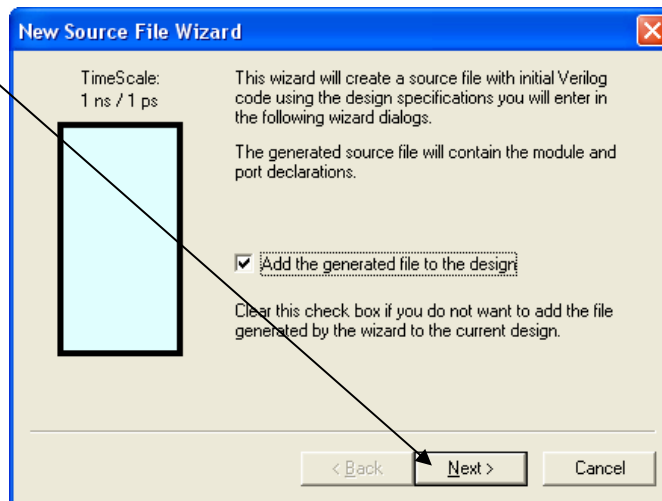 New Source File Wizard
TimeScale:
1 ns / 1 ps
This wizard will create a source file with initial Verilog
code using the design specifications you will enter in
the following wizard dialogs.
The generated source file will contain the module and
port declarations.
Add the generated file to the design
Clear this check box if you do not want to add the file
generated by the wizard to the current design.
< Back
Next >
Cancel